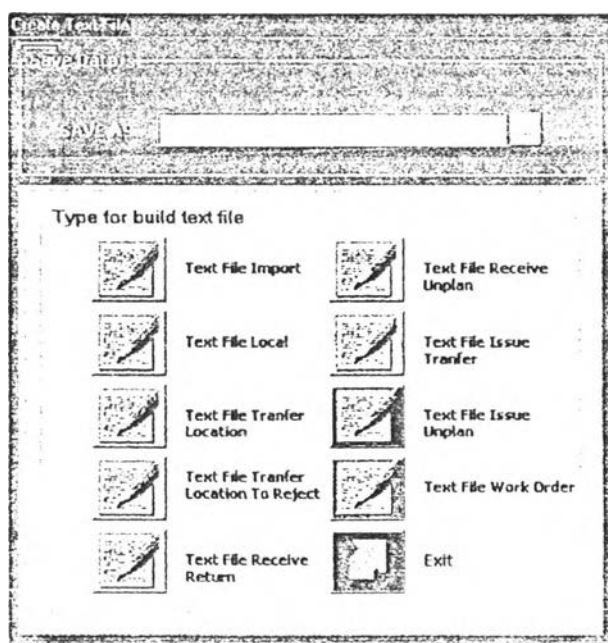 Create Text File
Save Data
SAVE AS
Type for build text file
Text File Import
Text File Receive
Unplan
Text File Local
Text File Issue
Tranfer
Text File Tranfer
Location
Text File Issue
Unplan
Text File Tranfer
Location To Reject
Text File Work Order
Text File Receive
Return
Exit